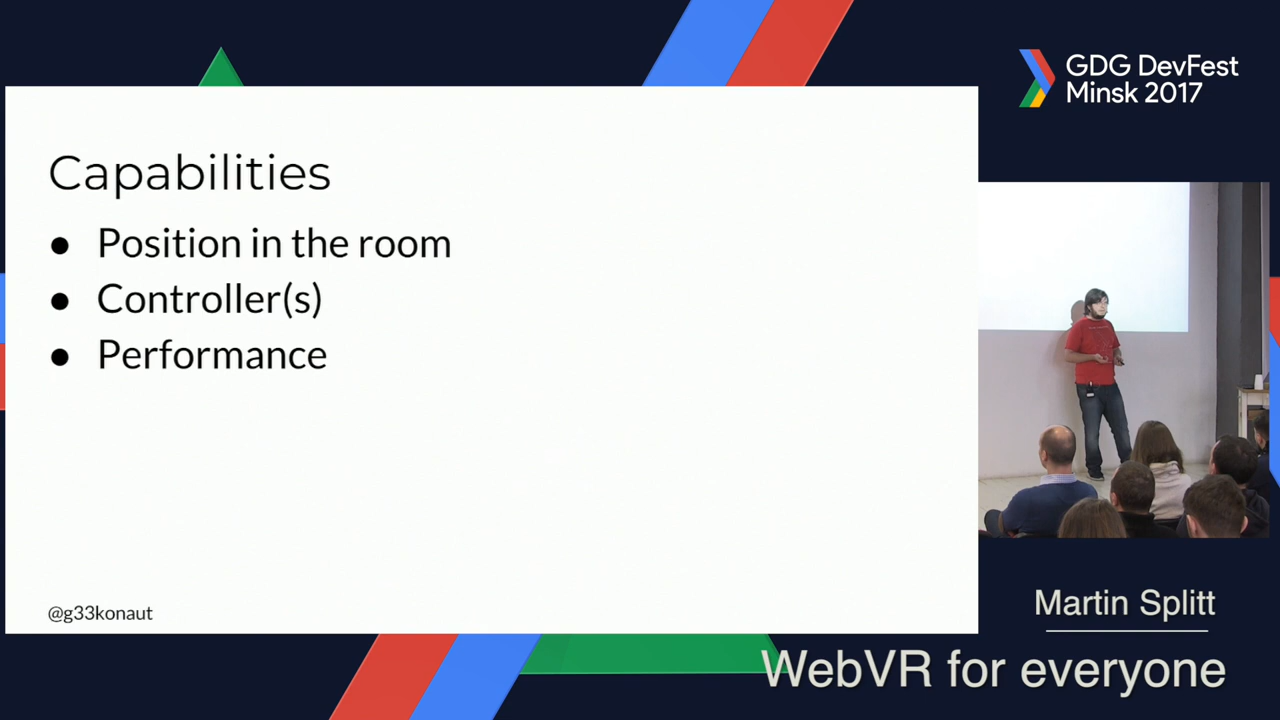 GDG DevFest
Minsk 2017
Capabilities
● Position in the room
● Controller(s)
● Performance
@g33konaut
Martin Splitt
WebVR for everyone